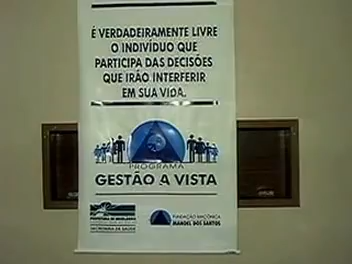 É VERDADEIRAMENTE LIVRE
O INDIVÍDUO QUE
PARTICIPA DAS DECISÕES
QUE IRÃO INTERFERIR
EM SUA VIDA.
PROGRAMA
GESTÃO A VISTA
SECRETARIA DA SAÚDE
FUNDAÇÃO MAÇÔNICA
MANOEL DOS SANTOS